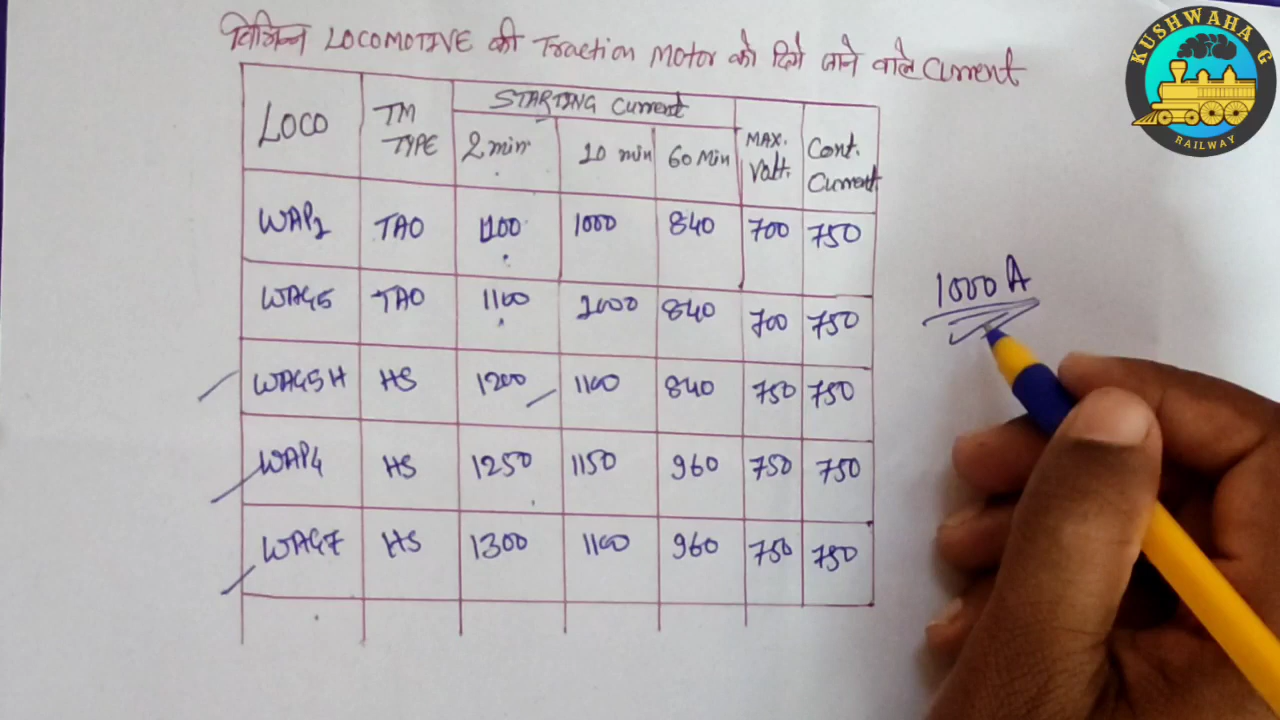 विभिन्न LOCOMOTIVE की Traction Motor को दिये जाने वाले Current
LOCO TM TYPE STARTING Current MAX. Volt. Cont. Current
2 min 10 min 60 Min
WAP1 TAO 1100 1000 840 700 750
WAG5 TAO 1100 1000 840 700 750
WAG5H HS 1200 1100 840 750 750
WAP4 HS 1250 1150 960 750 750
WAG7 HS 1300 1100 960 750 750
1000 A
KUSHWAHA G
RAILWAY